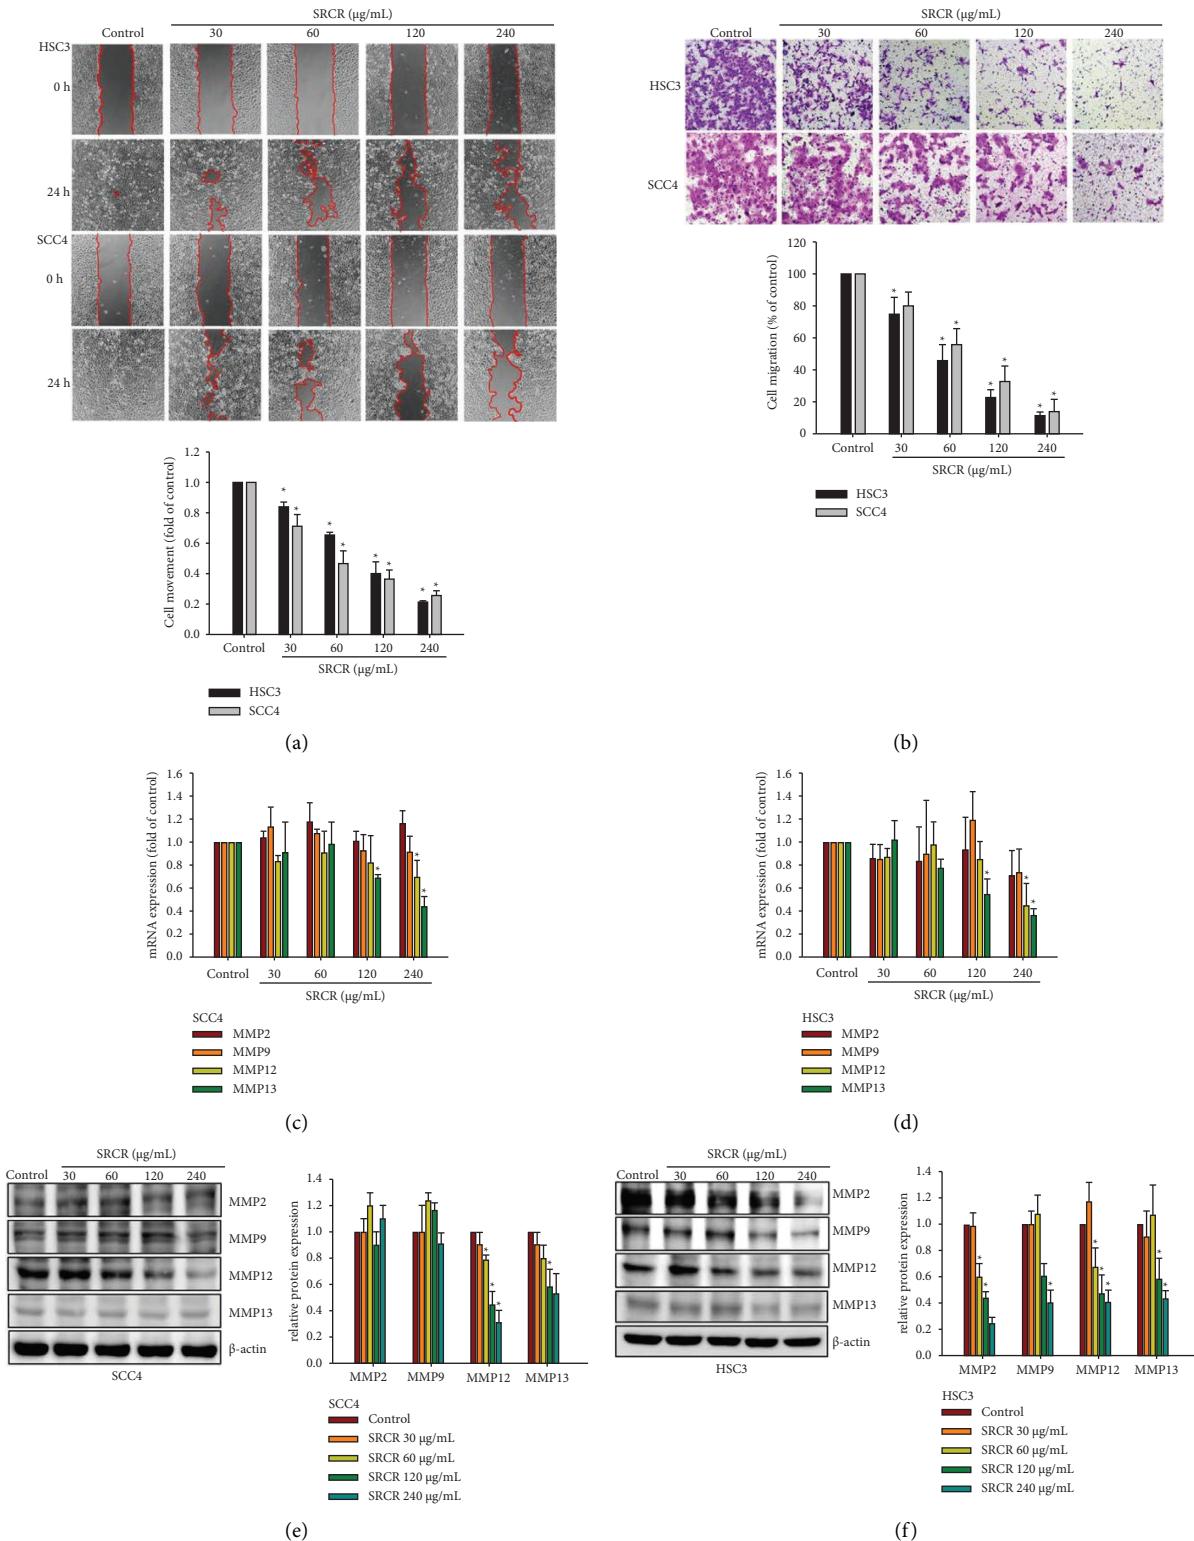 SRCR (µg/mL)
Control 30 60 120 240
HSC3
0 h
24 h
SCC4
0 h
24 h
1.2
1.0
0.8
0.6
0.4
0.2
0.0
Cell movement (fold of control)
* * * * * * * *
Control 30 60 120 240
SRCR (µg/mL)
HSC3
SCC4
(a)
SRCR (µg/mL)
Control 30 60 120 240
HSC3
SCC4
120
100
80
60
40
20
0
Cell migration (% of control)
* * * * * * *
Control 30 60 120 240
SRCR (µg/mL)
HSC3
SCC4
(b)
1.6
1.4
1.2
1.0
0.8
0.6
0.4
0.2
0.0
mRNA expression (fold of control)
* * *
Control 30 60 120 240
SRCR (µg/mL)
SCC4
MMP2
MMP9
MMP12
MMP13
(c)
1.6
1.4
1.2
1.0
0.8
0.6
0.4
0.2
0.0
mRNA expression (fold of control)
* * *
Control 30 60 120 240
SRCR (µg/mL)
HSC3
MMP2
MMP9
MMP12
MMP13
(d)
SRCR (µg/mL)
Control 30 60 120 240
MMP2
MMP9
MMP12
MMP13
β-actin
SCC4
1.4
1.2
1.0
0.8
0.6
0.4
0.2
0.0
relative protein expression
* * * *
MMP2 MMP9 MMP12 MMP13
SCC4
Control
SRCR 30 µg/mL
SRCR 60 µg/mL
SRCR 120 µg/mL
SRCR 240 µg/mL
(e)
SRCR (µg/mL)
Control 30 60 120 240
MMP2
MMP9
MMP12
MMP13
β-actin
HSC3
1.4
1.2
1.0
0.8
0.6
0.4
0.2
0.0
relative protein expression
* * * * * * * *
MMP2 MMP9 MMP12 MMP13
HSC3
Control
SRCR 30 µg/mL
SRCR 60 µg/mL
SRCR 120 µg/mL
SRCR 240 µg/mL
(f)